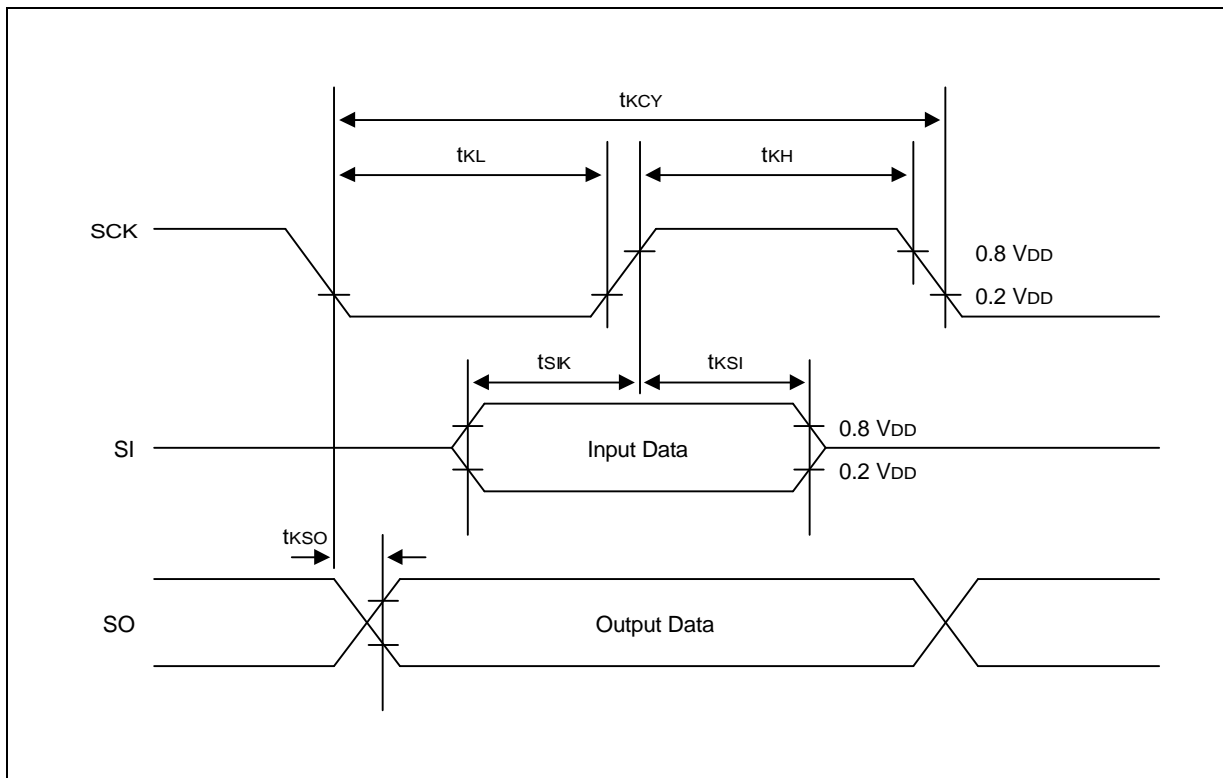 tKCY
tKL
tKH
SCK
0.8 VDD
0.2 VDD
tSIK
tKSI
0.8 VDD
SI
Input Data
0.2 VDD
tKSO
SO
Output Data